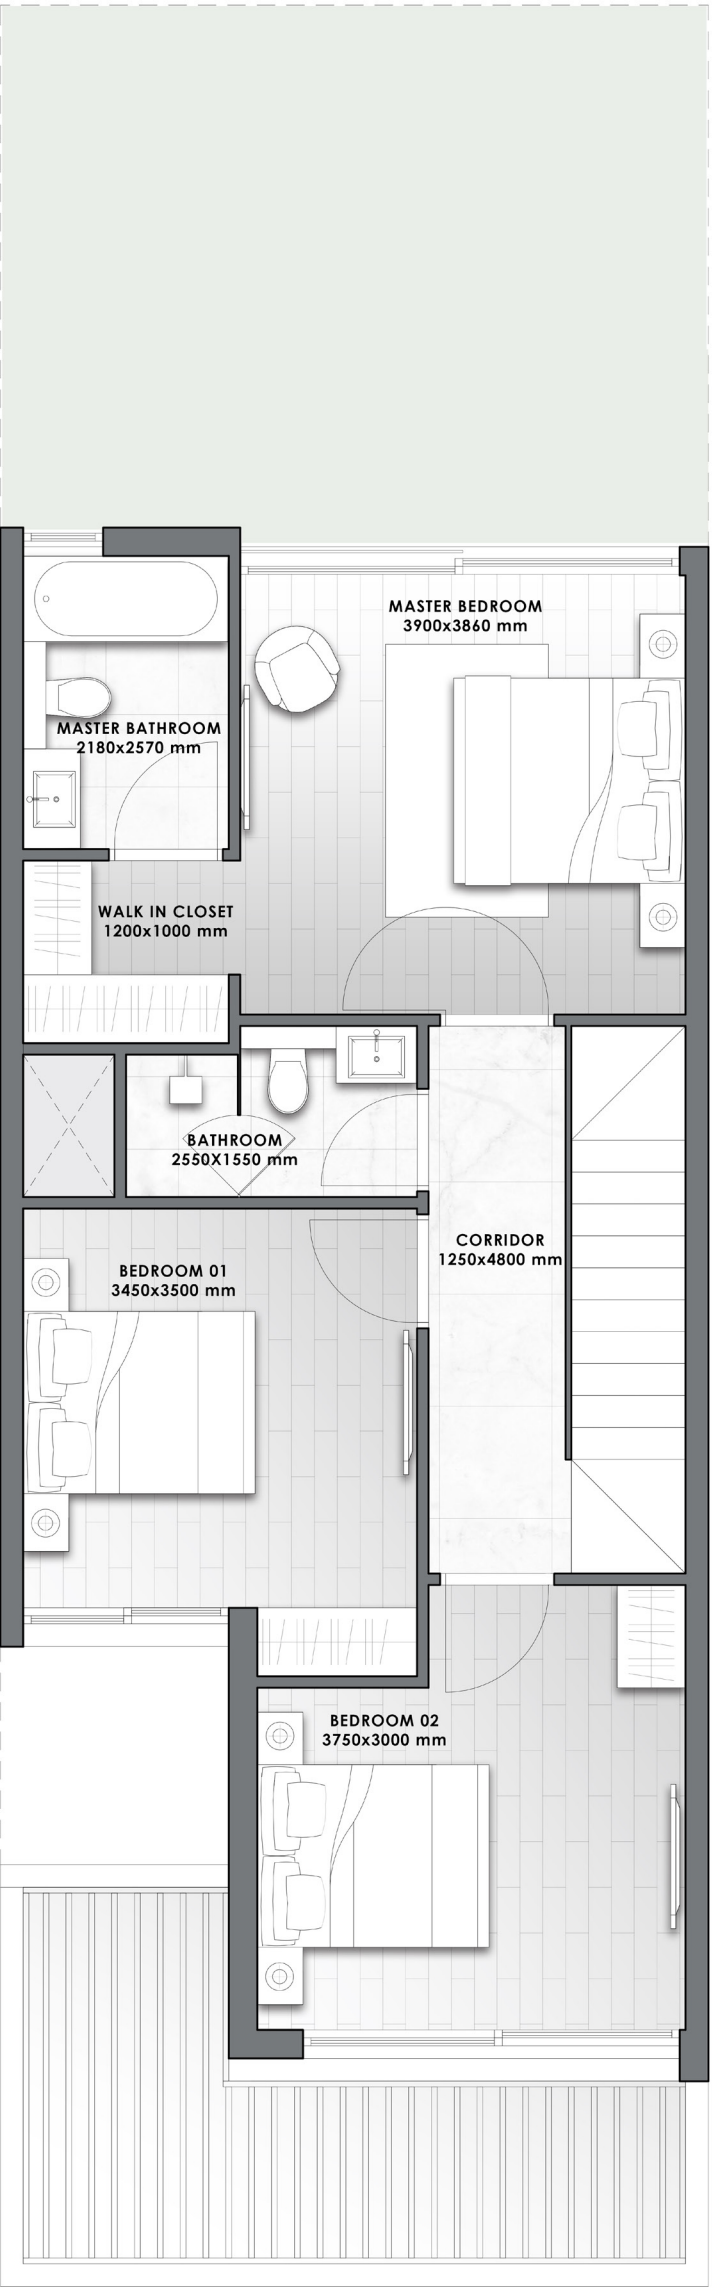 MASTER BEDROOM
3900x3860 mm
MASTER BATHROOM
2180x2570 mm
WALK IN CLOSET
1200x1000 mm
BATHROOM
2550X1550 mm
CORRIDOR
1250x4800 mm
BEDROOM 01
3450x3500 mm
BEDROOM 02
3750x3000 mm